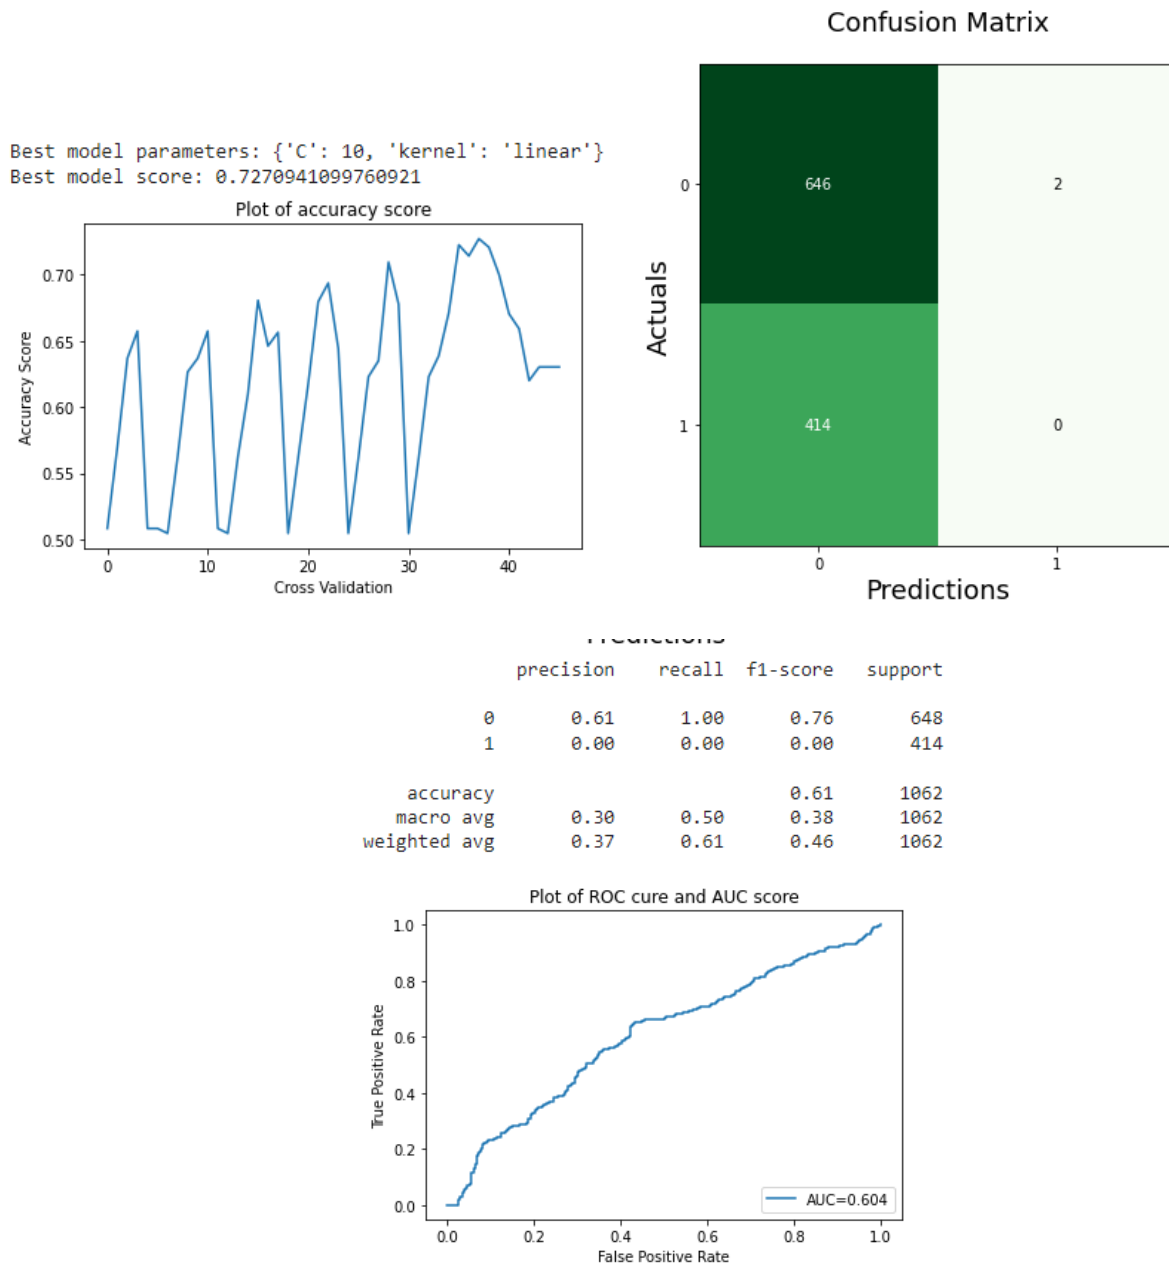 Confusion Matrix
Best model parameters: {'C': 10, 'kernel': 'linear'}
Best model score: 0.7270941099760921
Plot of accuracy score
Accuracy Score
0.70
0.65
0.60
0.55
0.50
0 10 20 30 40
Cross Validation
Actuals
0 646 2
1 414 0
0 1
Predictions
Predictions
precision recall f1-score support
0 0.61 1.00 0.76 648
1 0.00 0.00 0.00 414
accuracy 0.61 1062
macro avg 0.30 0.50 0.38 1062
weighted avg 0.37 0.61 0.46 1062
Plot of ROC cure and AUC score
True Positive Rate
1.0
0.8
0.6
0.4
0.2
0.0
AUC=0.604
0.0 0.2 0.4 0.6 0.8 1.0
False Positive Rate